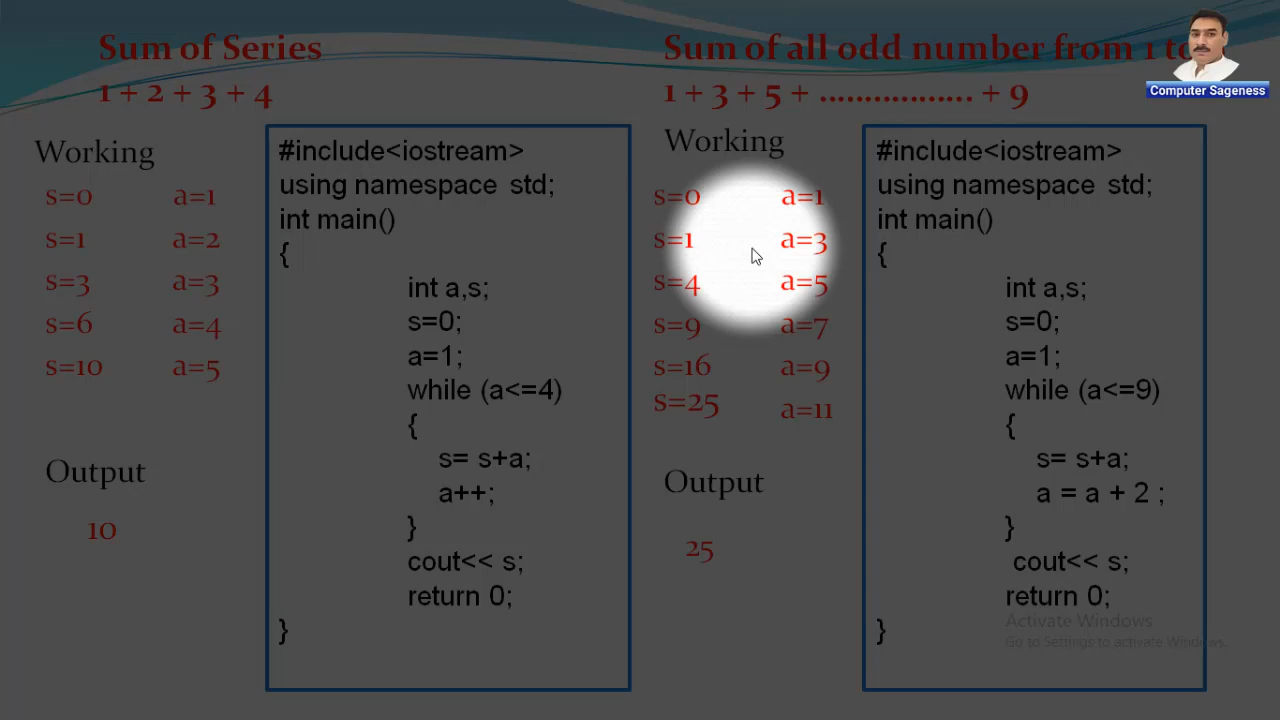 Sum of Series
1 + 2 + 3 + 4
Working
s=0 a=1
s=1 a=2
s=3 a=3
s=6 a=4
s=10 a=5
Output
10
#include<iostream>
using namespace std;
int main()
{
int a,s;
s=0;
a=1;
while (a<=4)
{
s= s+a;
a++;
}
cout<< s;
return 0;
}
Sum of all odd number from 1 to
1 + 3 + 5 + ................. + 9
Working
s=0 a=1
s=1 a=3
s=4 a=5
s=9 a=7
s=16 a=9
s=25 a=11
Output
25
#include<iostream>
using namespace std;
int main()
{
int a,s;
s=0;
a=1;
while (a<=9)
{
s= s+a;
a = a + 2 ;
}
cout<< s;
return 0;
}
Computer Sageness
Activate Windows
Go to Settings to activate Windows.